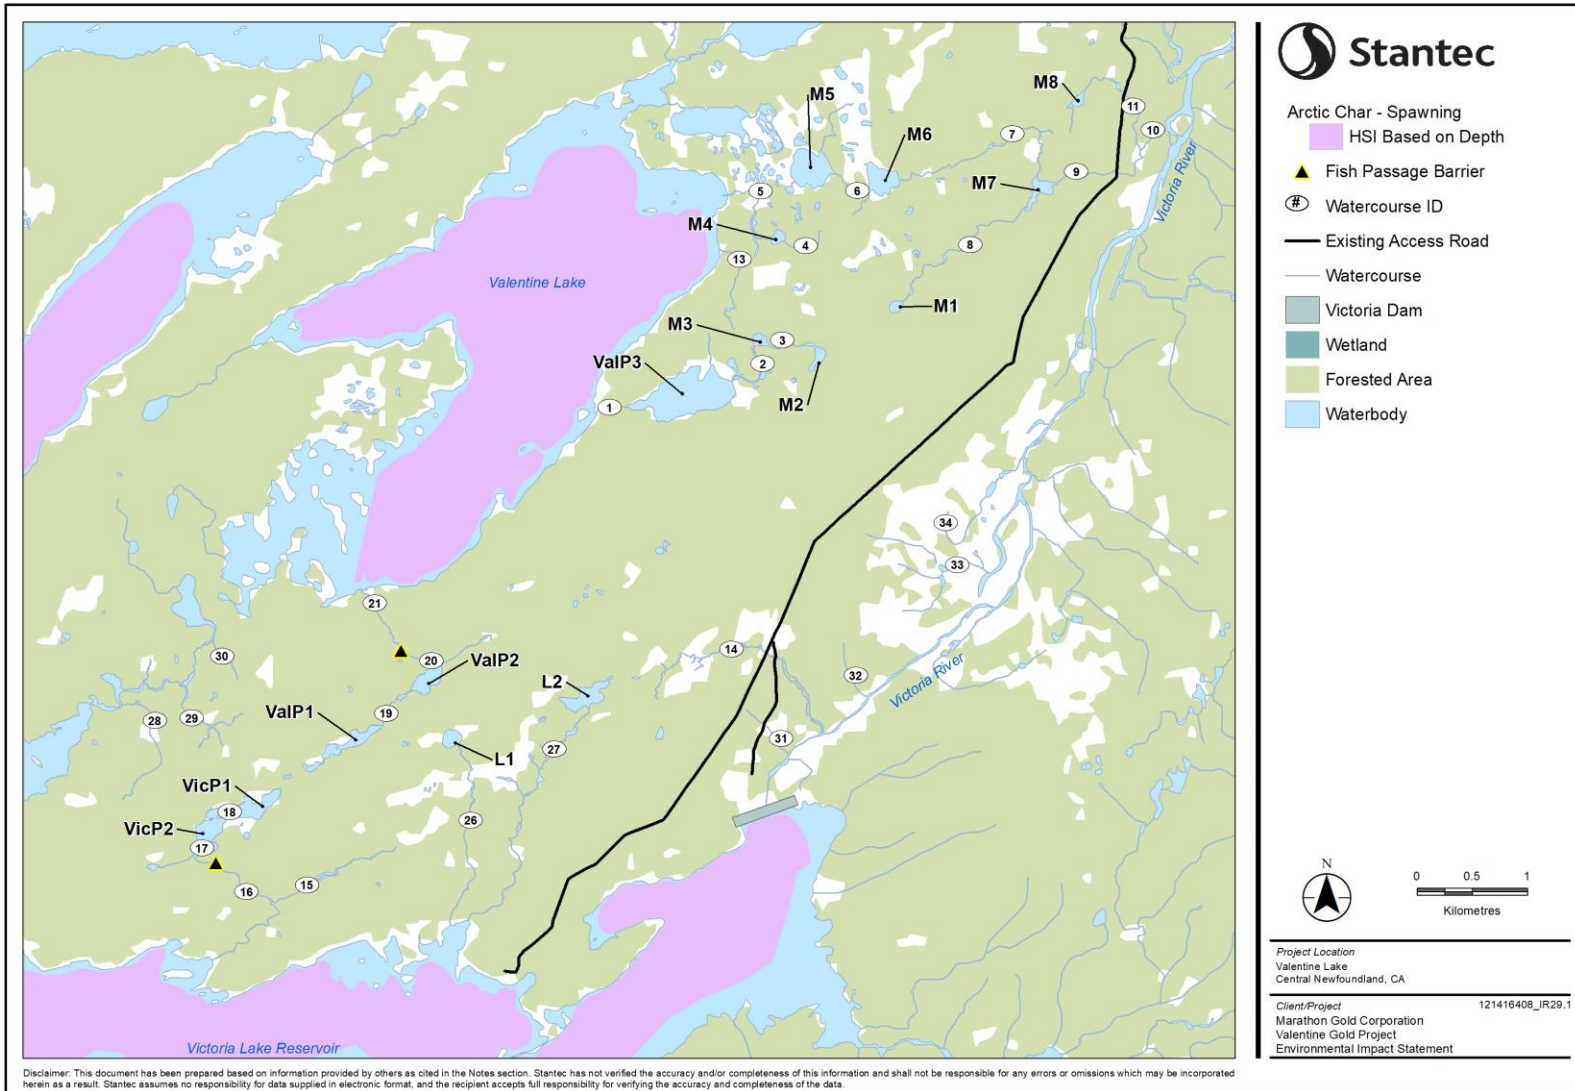 M5
M8
M6
M7
M4
M1
M3
M2
ValP3
Valentine Lake
Victoria River
Victoria River
11
10
7
9
5
6
4
8
13
3
2
1
34
33
21
14
30
20
ValP2
L2
32
28
29
19
ValP1
27
31
L1
VicP1
18
26
VicP2
17
16
15
Victoria Lake Reservoir
Stantec
Arctic Char - Spawning
HSI Based on Depth
Fish Passage Barrier
# Watercourse ID
Existing Access Road
Watercourse
Victoria Dam
Wetland
Forested Area
Waterbody
N
0 0.5 1
Kilometres
Project Location
Valentine Lake
Central Newfoundland, CA
Client/Project 121416408_IR29.1
Marathon Gold Corporation
Valentine Gold Project
Environmental Impact Statement
Disclaimer: This document has been prepared based on information provided by others as cited in the Notes section. Stantec has not verified the accuracy and/or completeness of this information and shall not be responsible for any errors or omissions which may be incorporated
herein as a result. Stantec assumes no responsibility for data supplied in electronic format, and the recipient accepts full responsibility for verifying the accuracy and completeness of the data.